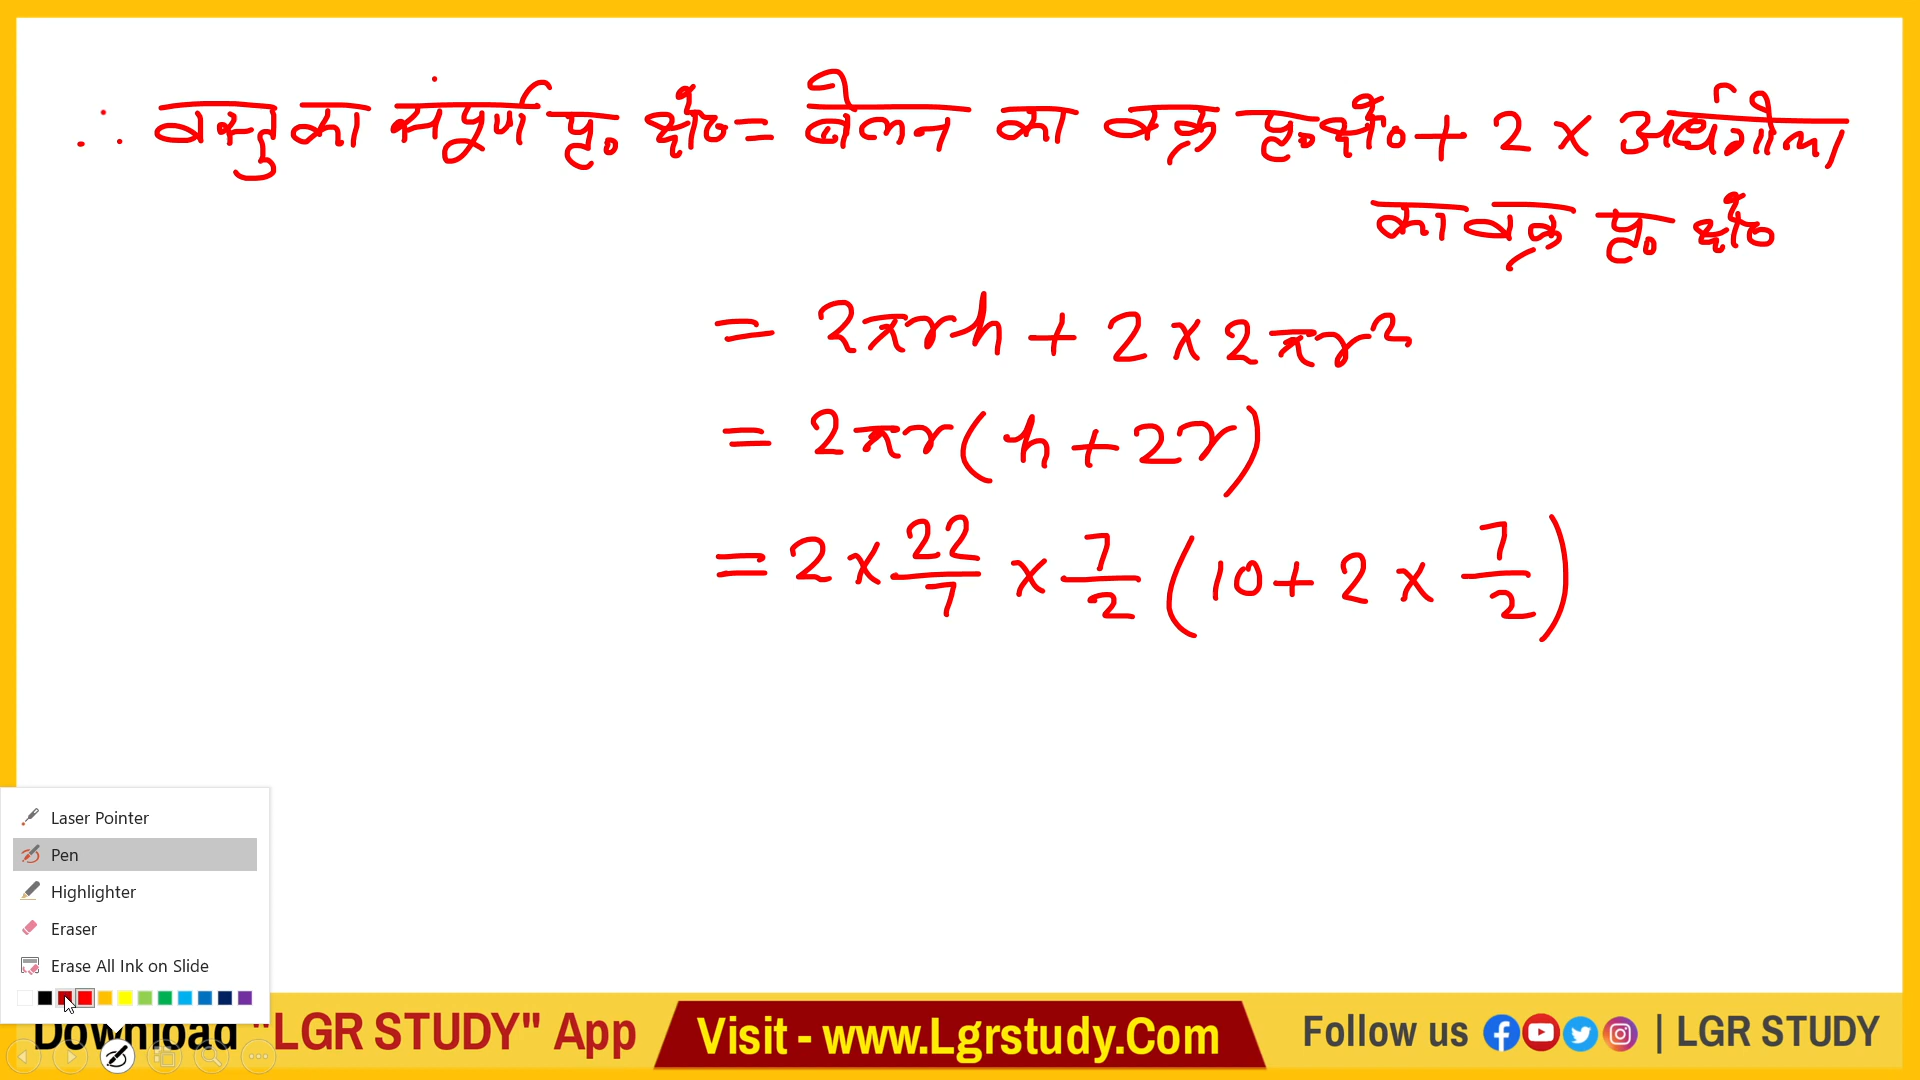 ∴ वस्तु का संपूर्ण पृ० क्षे० = बेलन का वक्र पृ० क्षे० + 2 × अर्धगोला
का वक्र पृ० क्षे०
= 2πrh + 2 × 2πr²
= 2πr(h + 2r)
= 2 × 22/7 × 7/2 (10 + 2 × 7/2)
Laser Pointer
Pen
Highlighter
Eraser
Erase All Ink on Slide
Download "LGR STUDY" App
Visit - www.Lgrstudy.Com
Follow us | LGR STUDY